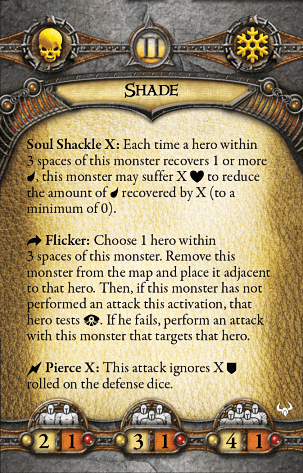 II
SHADE
Soul Shackle X: Each time a hero within
3 spaces of this monster recovers 1 or more
, this monster may suffer X to reduce
the amount of recovered by X (to a
minimum of 0).
Flicker: Choose 1 hero within
3 spaces of this monster. Remove this
monster from the map and place it adjacent
to that hero. Then, if this monster has not
performed an attack this activation, that
hero tests . If he fails, perform an attack
with this monster that targets that hero.
Pierce X: This attack ignores X
rolled on the defense dice.
2 1 3 1 4 1